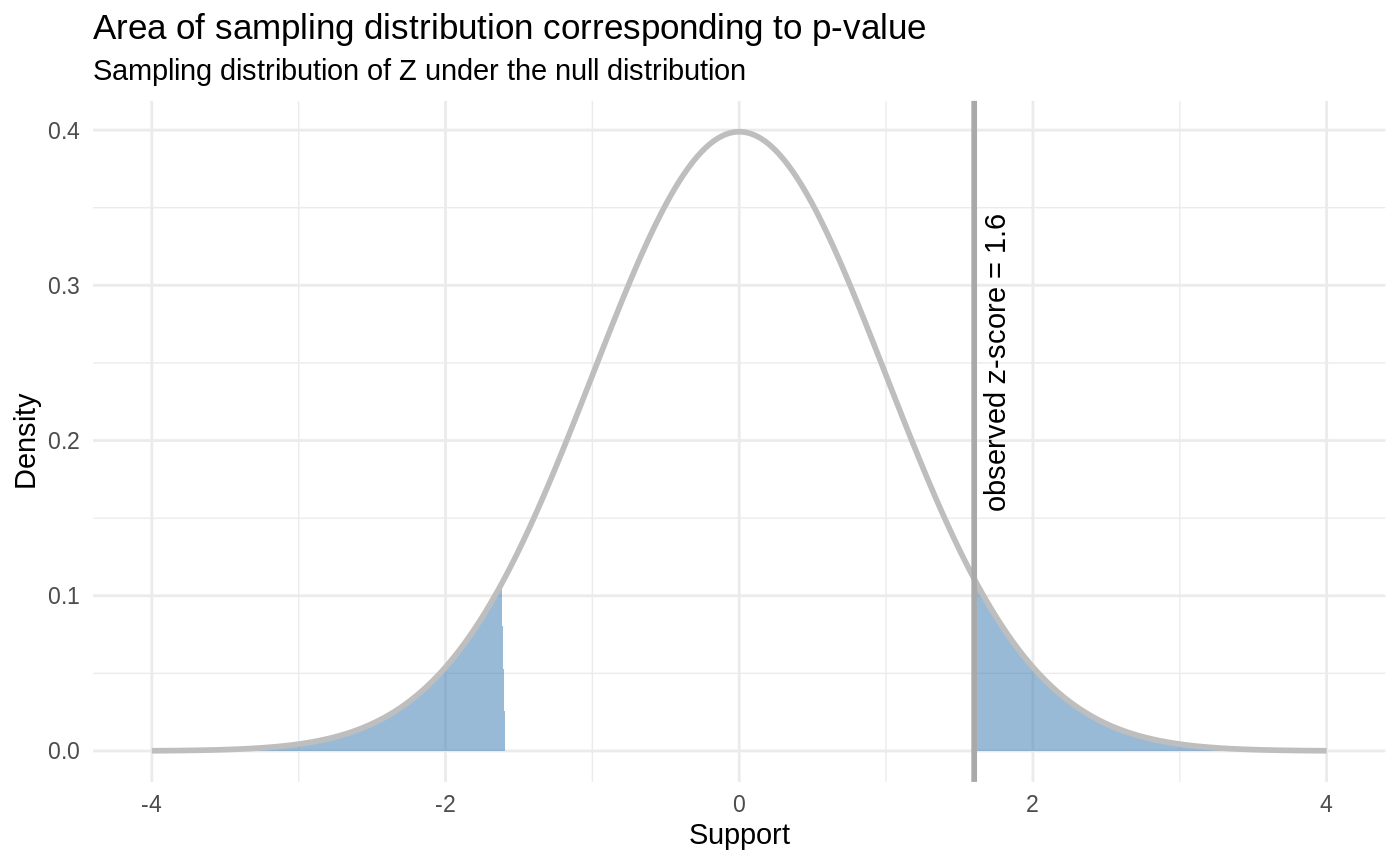 Area of sampling distribution corresponding to p-value
Sampling distribution of Z under the null distribution
0.4
0.3
0.2
0.1
0.0
Density
observed z-score = 1.6
-4
-2
0
2
4
Support